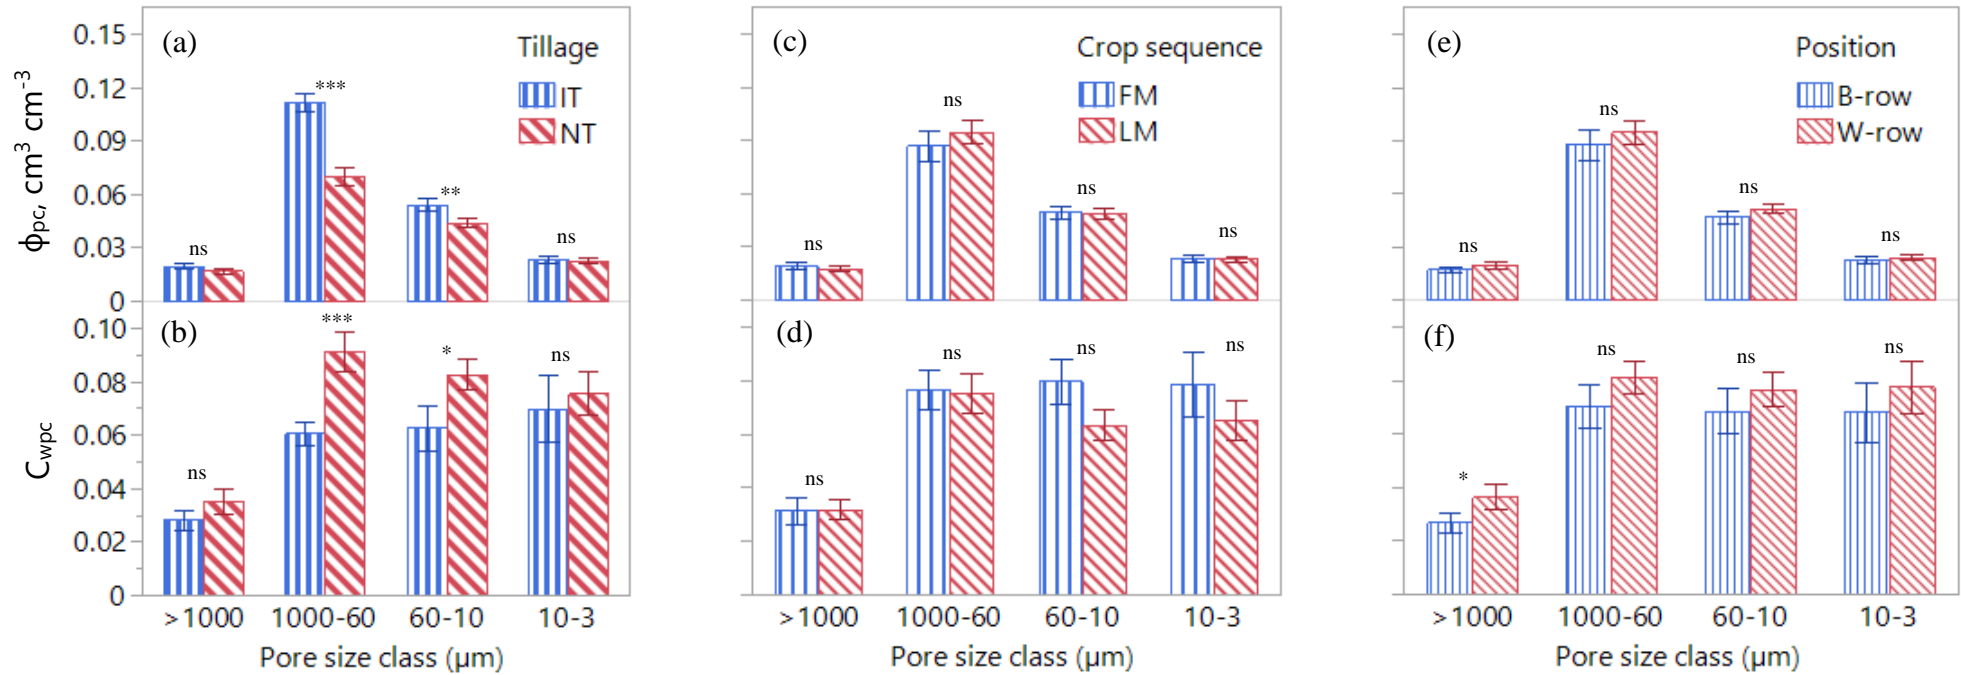 (a)
Tillage
IT
NT
0.15
0.12
0.09
0.06
0.03
0
ϕpc, cm³ cm⁻³
ns
***
**
ns
(c)
Crop sequence
FM
LM
ns
ns
ns
ns
(e)
Position
B-row
W-row
ns
ns
ns
ns
(b)
0.10
0.08
0.06
0.04
0.02
0
Cwpc
ns
***
*
ns
>1000 1000-60 60-10 10-3
Pore size class (µm)
(d)
ns
ns
ns
ns
>1000 1000-60 60-10 10-3
Pore size class (µm)
(f)
*
ns
ns
ns
>1000 1000-60 60-10 10-3
Pore size class (µm)